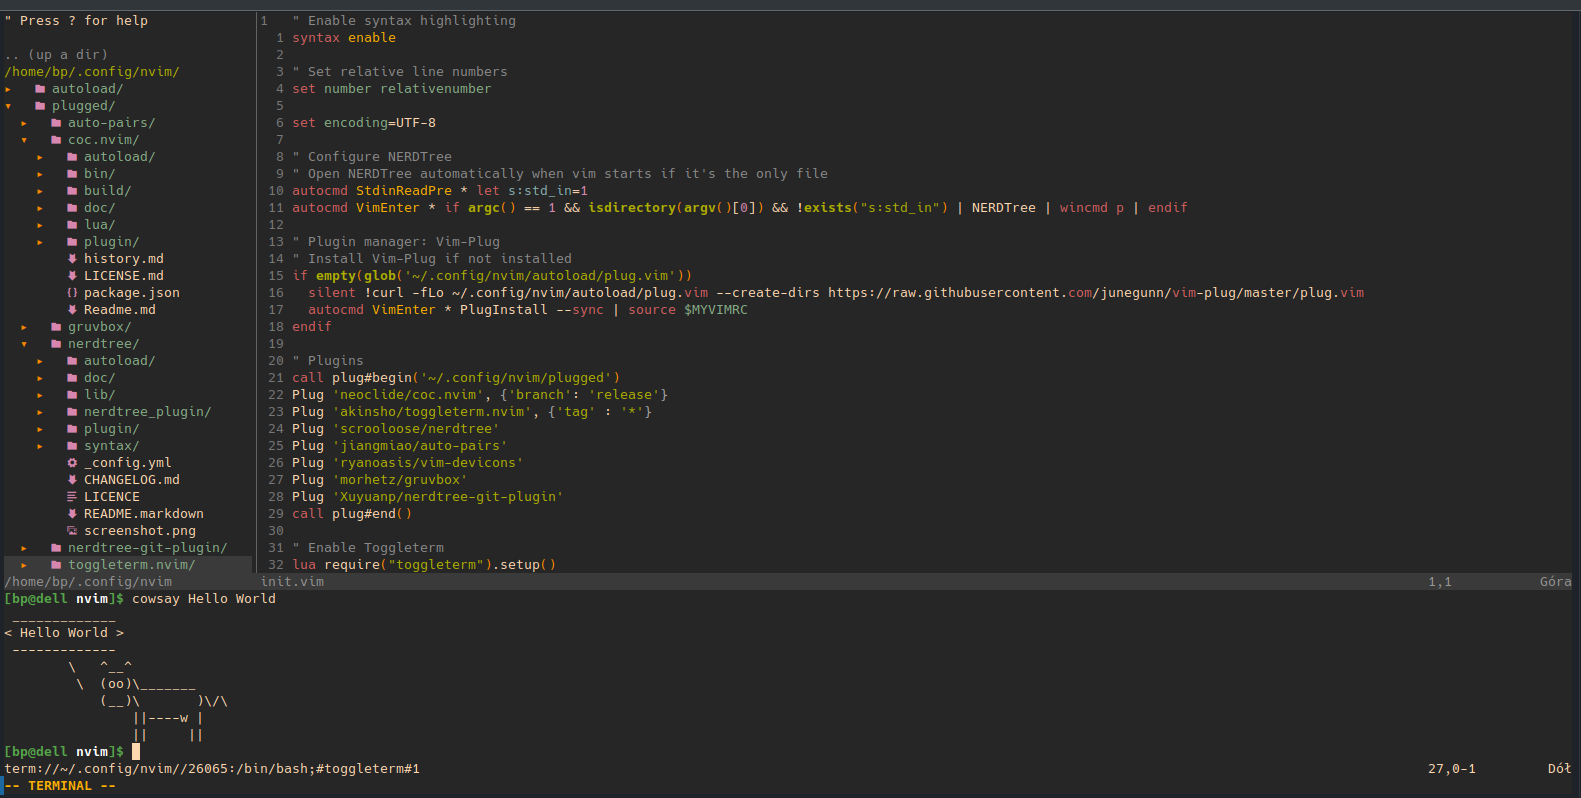 " Press ? for help
.. (up a dir)
/home/bp/.config/nvim/
▸ autoload/
▾ plugged/
▸ auto-pairs/
▾ coc.nvim/
▸ autoload/
▸ bin/
▸ build/
▸ doc/
▸ lua/
▸ plugin/
history.md
LICENSE.md
{} package.json
Readme.md
▸ gruvbox/
▾ nerdtree/
▸ autoload/
▸ doc/
▸ lib/
▸ nerdtree_plugin/
▸ plugin/
▸ syntax/
_config.yml
CHANGELOG.md
LICENCE
README.markdown
screenshot.png
▸ nerdtree-git-plugin/
▸ toggleterm.nvim/
/home/bp/.config/nvim
1 " Enable syntax highlighting
1 syntax enable
2
3 " Set relative line numbers
4 set number relativenumber
5
6 set encoding=UTF-8
7
8 " Configure NERDTree
9 " Open NERDTree automatically when vim starts if it's the only file
10 autocmd StdinReadPre * let s:std_in=1
11 autocmd VimEnter * if argc() == 1 && isdirectory(argv()[0]) && !exists("s:std_in") | NERDTree | wincmd p | endif
12
13 " Plugin manager: Vim-Plug
14 " Install Vim-Plug if not installed
15 if empty(glob('~/.config/nvim/autoload/plug.vim'))
16   silent !curl -fLo ~/.config/nvim/autoload/plug.vim --create-dirs https://raw.githubusercontent.com/junegunn/vim-plug/master/plug.vim
17   autocmd VimEnter * PlugInstall --sync | source $MYVIMRC
18 endif
19
20 " Plugins
21 call plug#begin('~/.config/nvim/plugged')
22 Plug 'neoclide/coc.nvim', {'branch': 'release'}
23 Plug 'akinsho/toggleterm.nvim', {'tag' : '*'}
24 Plug 'scrooloose/nerdtree'
25 Plug 'jiangmiao/auto-pairs'
26 Plug 'ryanoasis/vim-devicons'
27 Plug 'morhetz/gruvbox'
28 Plug 'Xuyuanp/nerdtree-git-plugin'
29 call plug#end()
30
31 " Enable Toggleterm
32 lua require("toggleterm").setup()
init.vim 1,1 Góra
[bp@dell nvim]$ cowsay Hello World
 _____________
< Hello World >
 -------------
        \   ^__^
         \  (oo)\_______
            (__)\       )\/\
                ||----w |
                ||     ||
[bp@dell nvim]$
term://~/.config/nvim//26065:/bin/bash;#toggleterm#1 27,0-1 Dół
-- TERMINAL --